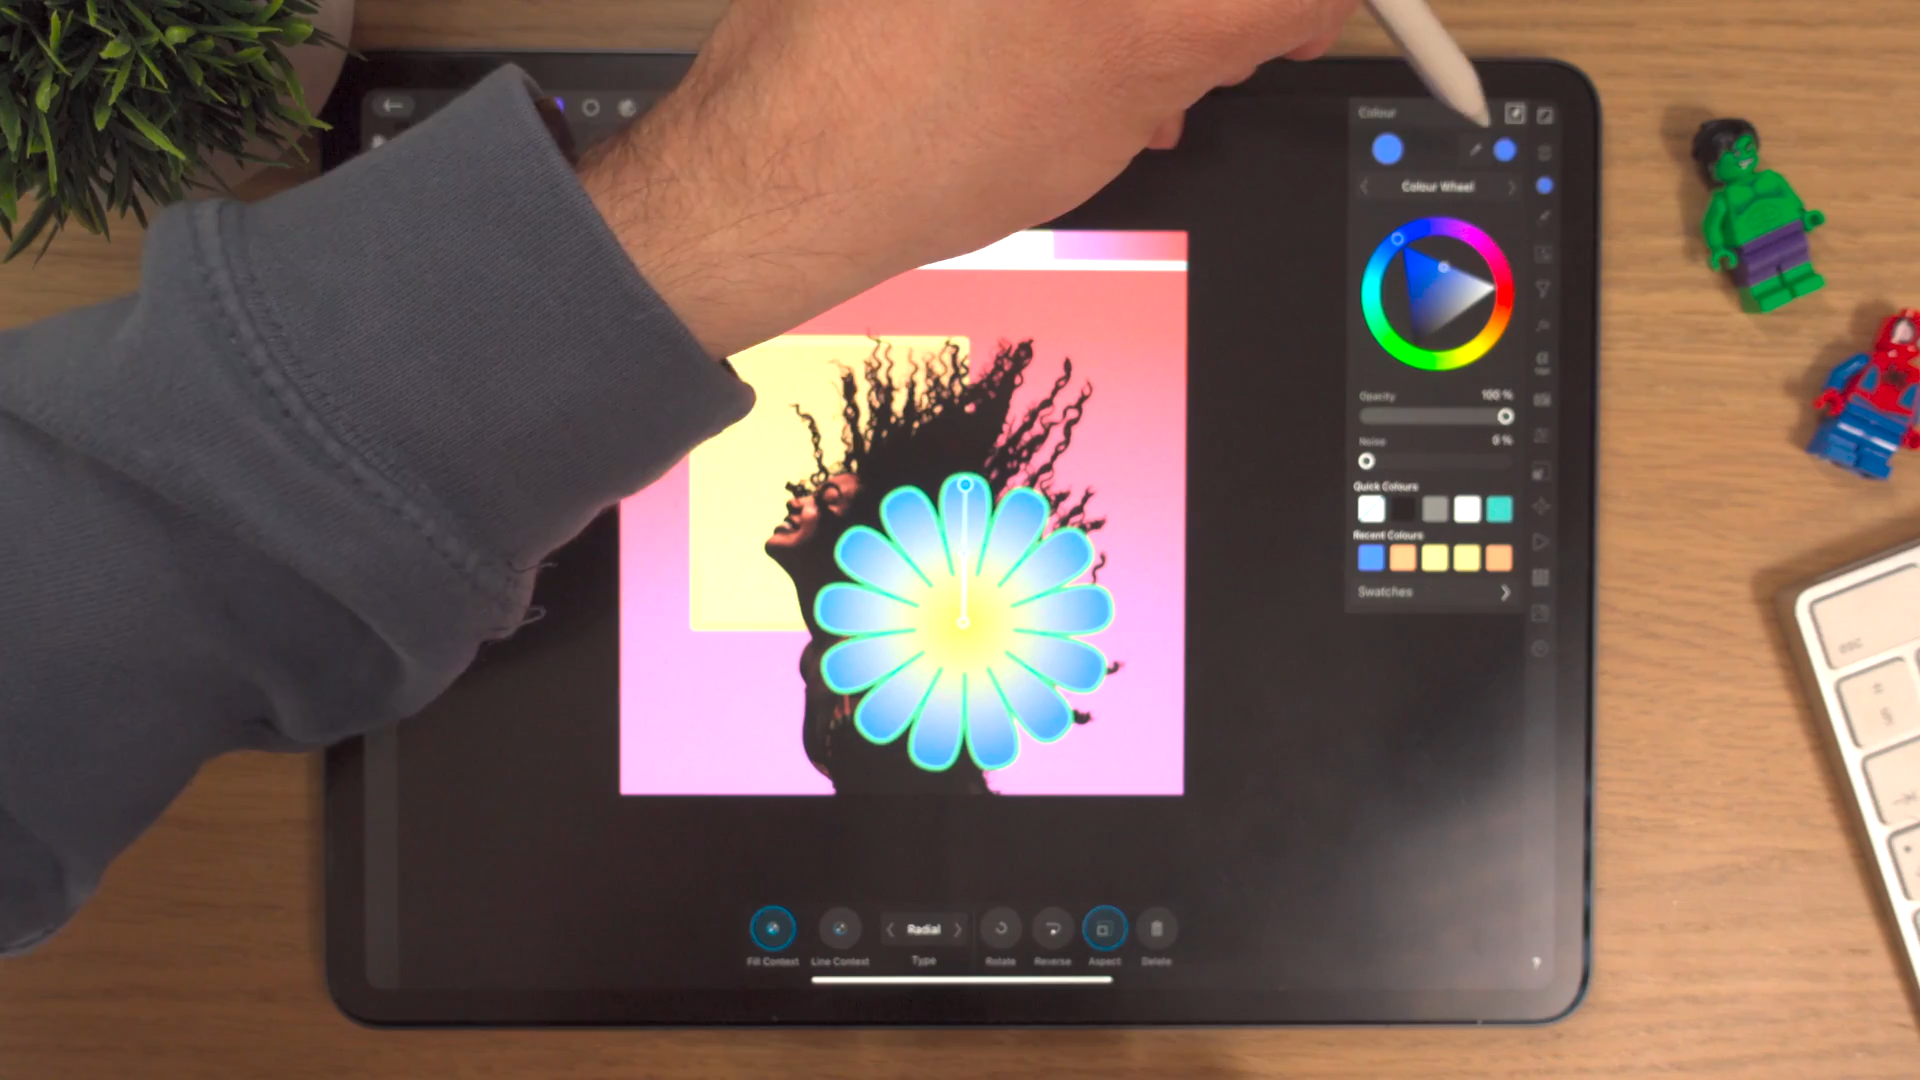 Colour
Colour Wheel
Opacity 100 %
Noise 0 %
Quick Colours
Recent Colours
Swatches
Radial
Fill Context
Line Context
Type
Rotate
Reverse
Aspect
Delete
?
esc
±
§